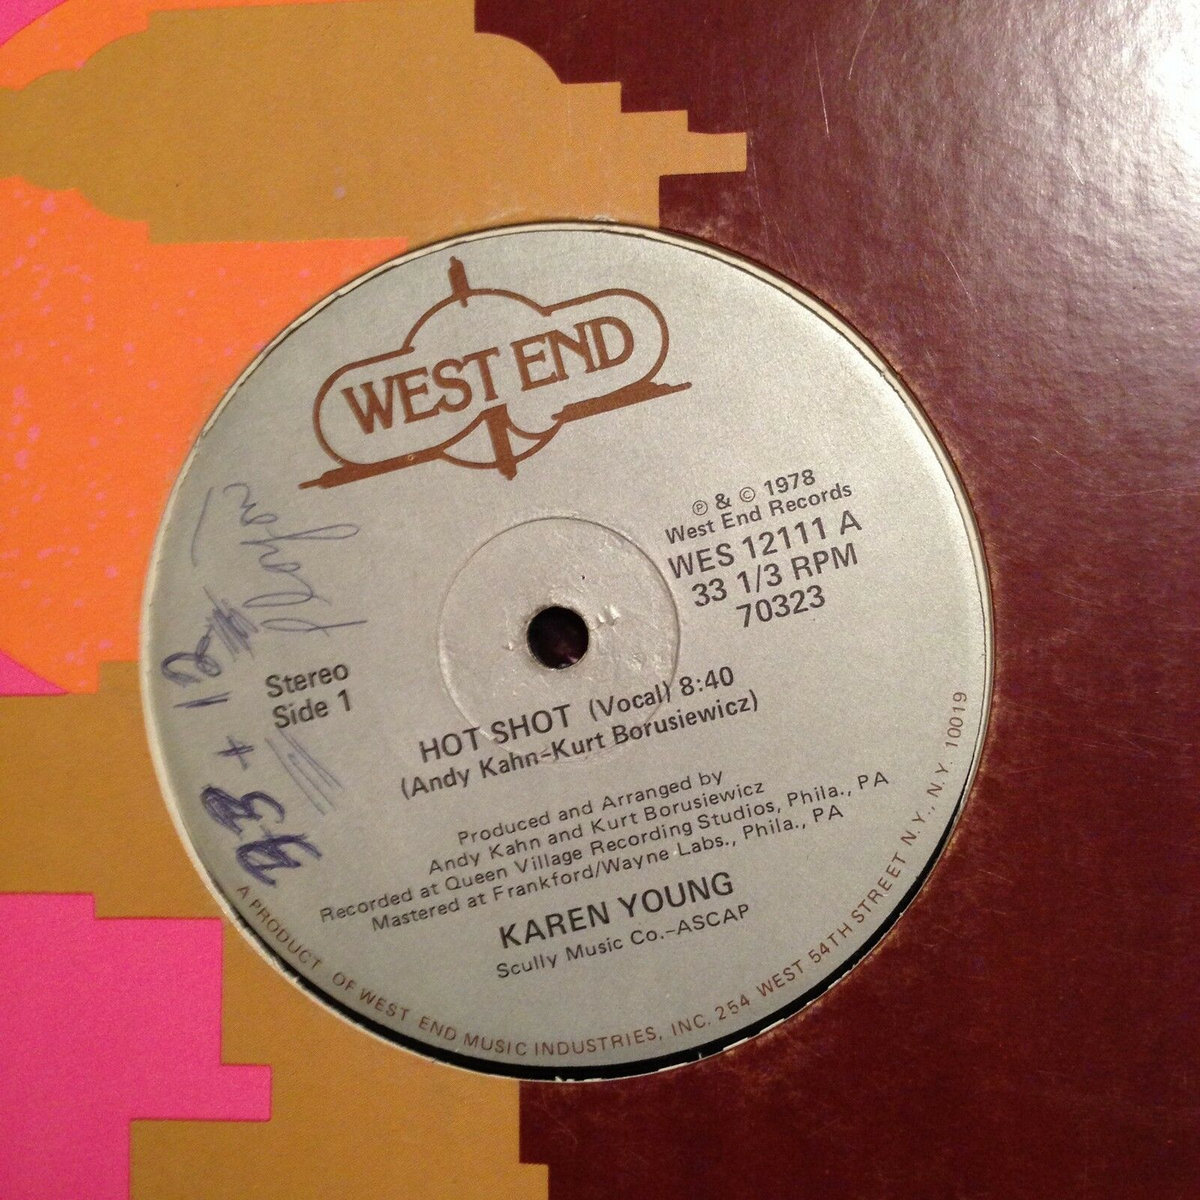 WEST END
℗ & © 1978
West End Records
WES 12111 A
33 1/3 RPM
70323
Stereo
Side 1
HOT SHOT (Vocal) 8:40
(Andy Kahn-Kurt Borusiewicz)
Produced and Arranged by
Andy Kahn and Kurt Borusiewicz
Recorded at Queen Village Recording Studios, Phila., PA
Mastered at Frankford/Wayne Labs., Phila., PA
KAREN YOUNG
Scully Music Co.-ASCAP
A PRODUCT OF WEST END MUSIC INDUSTRIES, INC. 254 WEST 54TH STREET N.Y., N.Y. 10019